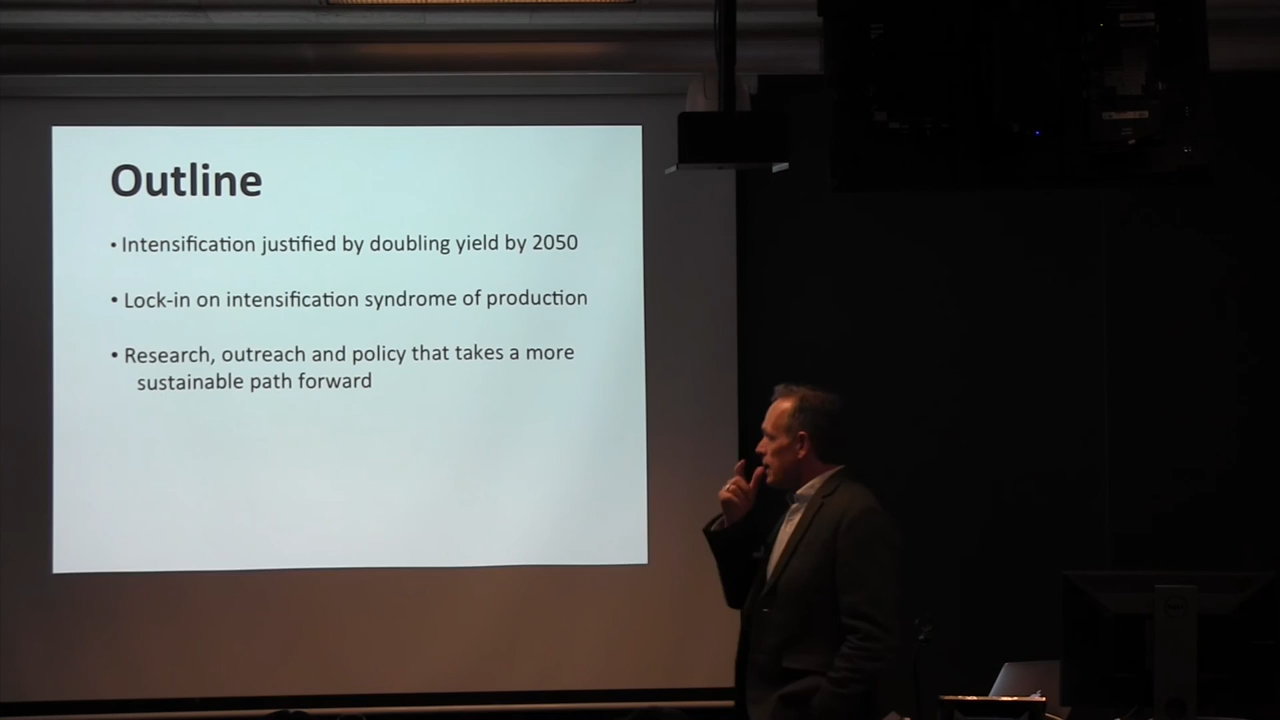 Outline
• Intensification justified by doubling yield by 2050
• Lock-in on intensification syndrome of production
• Research, outreach and policy that takes a more
sustainable path forward